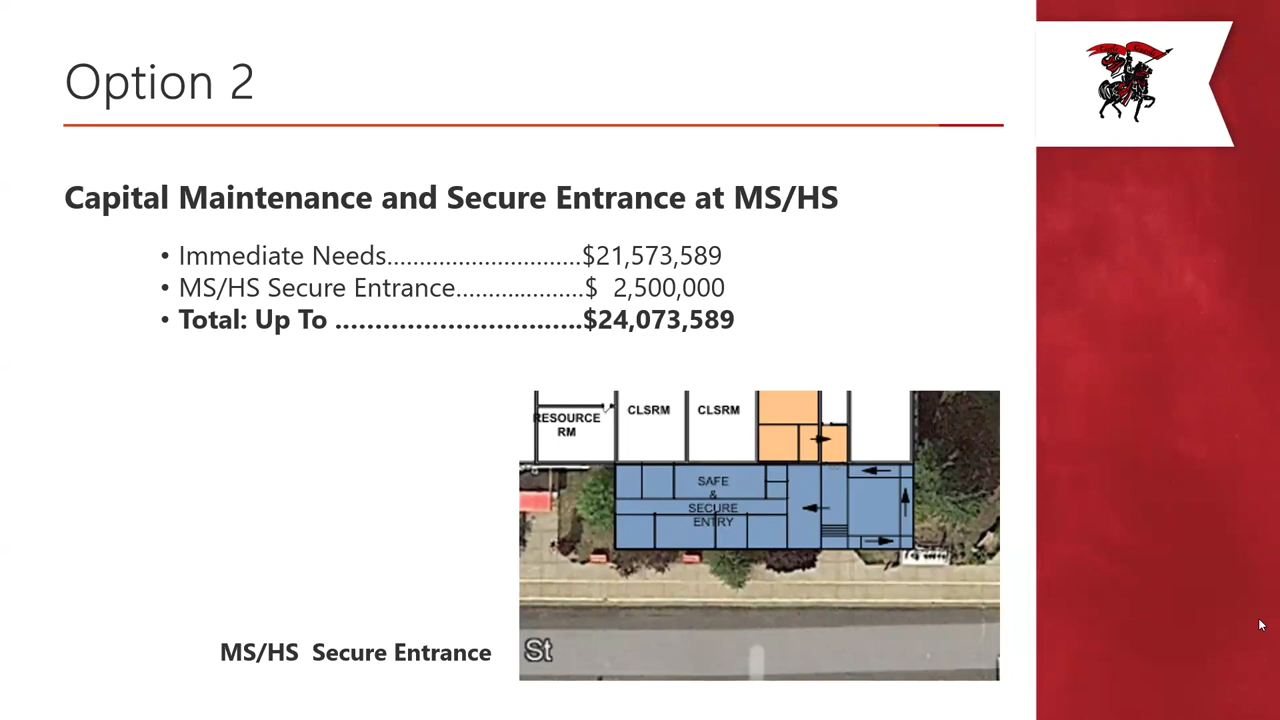 Option 2
Capital Maintenance and Secure Entrance at MS/HS
• Immediate Needs.............................$21,573,589
• MS/HS Secure Entrance....................$ 2,500,000
• Total: Up To ……………………………..$24,073,589
RESOURCE
RM
CLSRM
CLSRM
SAFE
&
SECURE
ENTRY
St
MS/HS Secure Entrance